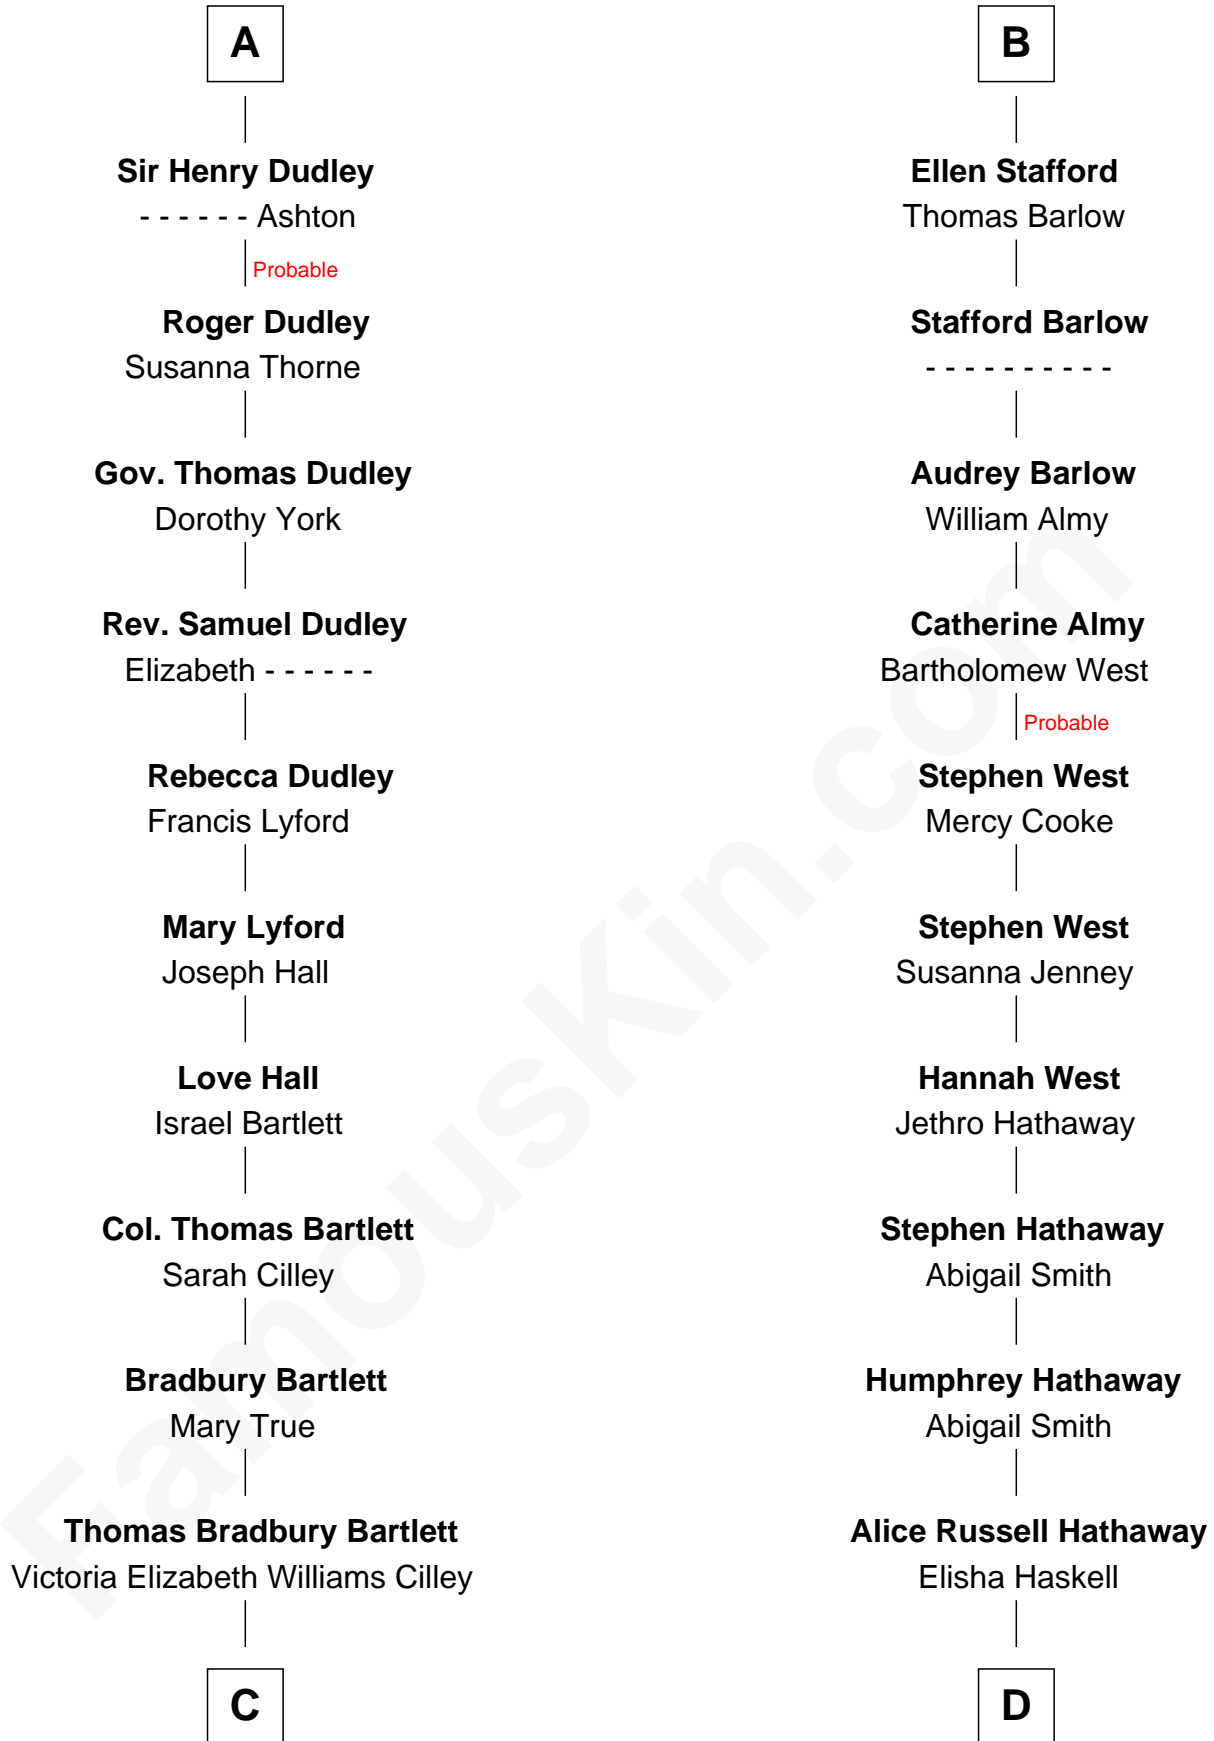 A
Sir Henry Dudley
- - - - - - Ashton
Probable
Roger Dudley
Susanna Thorne
Gov. Thomas Dudley
Dorothy York
Rev. Samuel Dudley
Elizabeth - - - - - -
Rebecca Dudley
Francis Lyford
Mary Lyford
Joseph Hall
Love Hall
Israel Bartlett
Col. Thomas Bartlett
Sarah Cilley
Bradbury Bartlett
Mary True
Thomas Bradbury Bartlett
Victoria Elizabeth Williams Cilley
C
B
Ellen Stafford
Thomas Barlow
Stafford Barlow
- - - - - - - - - -
Audrey Barlow
William Almy
Catherine Almy
Bartholomew West
Probable
Stephen West
Mercy Cooke
Stephen West
Susanna Jenney
Hannah West
Jethro Hathaway
Stephen Hathaway
Abigail Smith
Humphrey Hathaway
Abigail Smith
Alice Russell Hathaway
Elisha Haskell
D
FamousKin.com